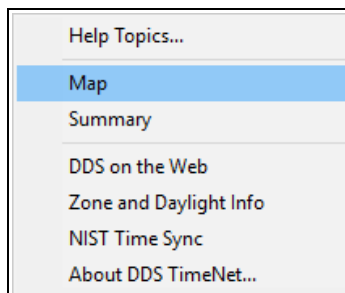 Help Topics...
Map
Summary
DDS on the Web
Zone and Daylight Info
NIST Time Sync
About DDS TimeNet...